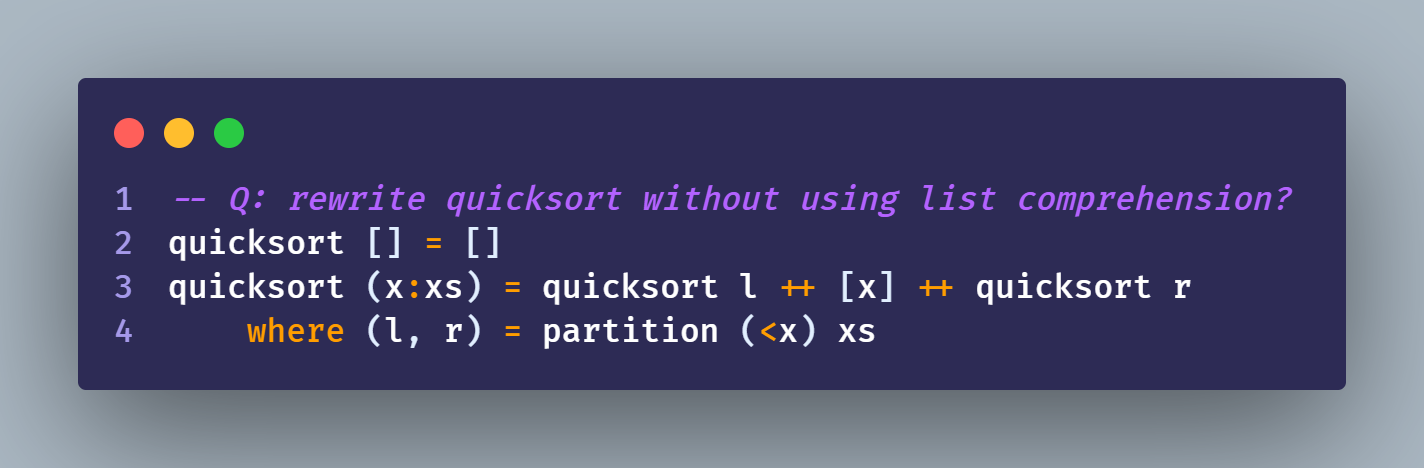 1 -- Q: rewrite quicksort without using list comprehension?
2 quicksort [] = []
3 quicksort (x:xs) = quicksort l ++ [x] ++ quicksort r
4     where (l, r) = partition (<x) xs